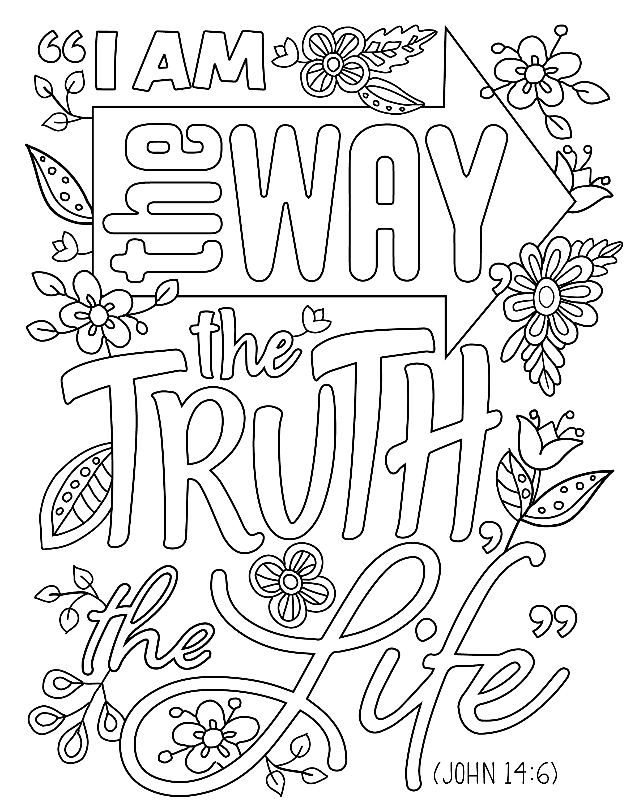 “I AM
the WAY,
the
TRUTH,
the Life”
(JOHN 14:6)